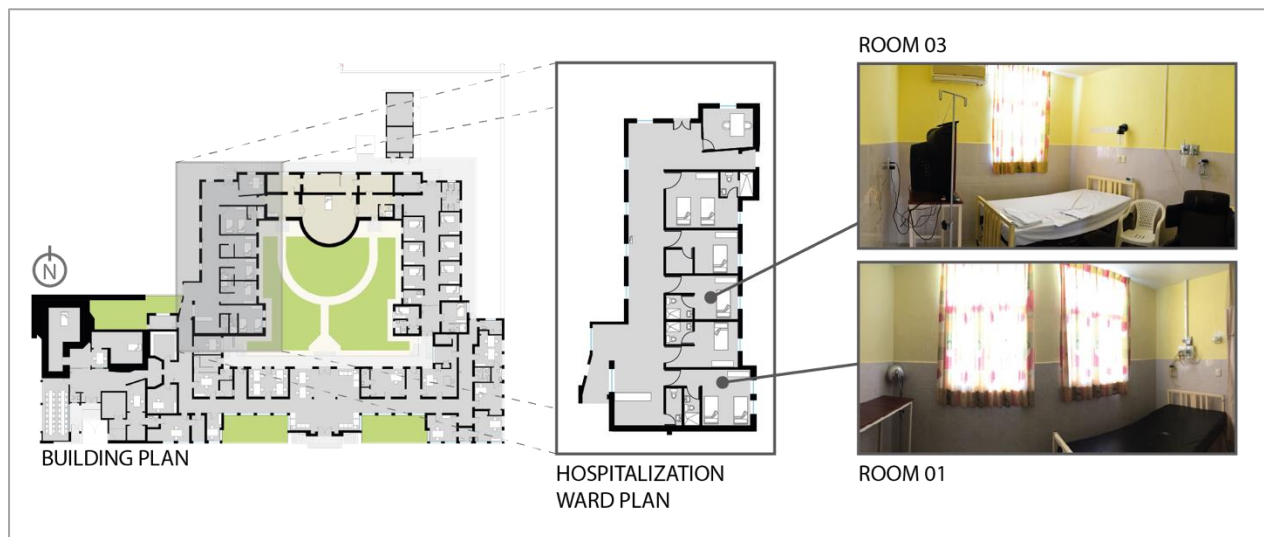 ROOM 03
N
BUILDING PLAN
HOSPITALIZATION
WARD PLAN
ROOM 01